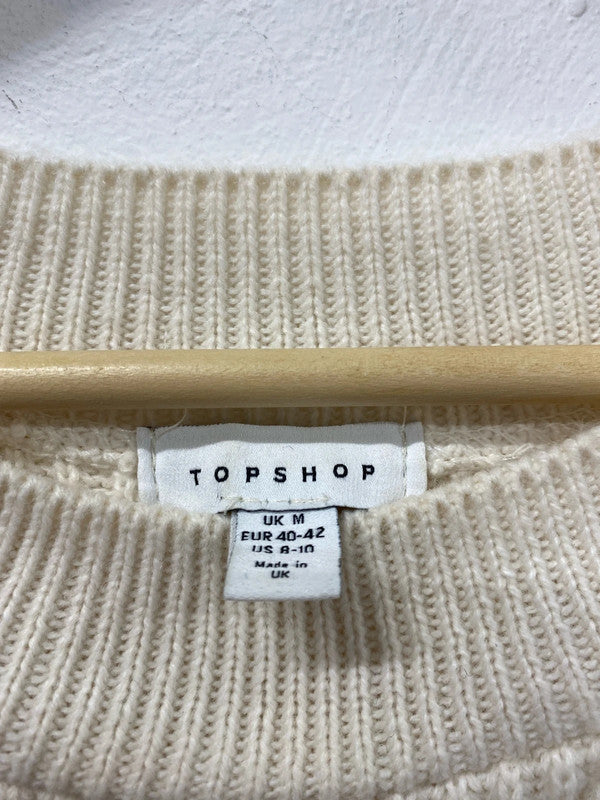 TOPSHOP
UK M
EUR 40-42
US 8-10
Made in
UK